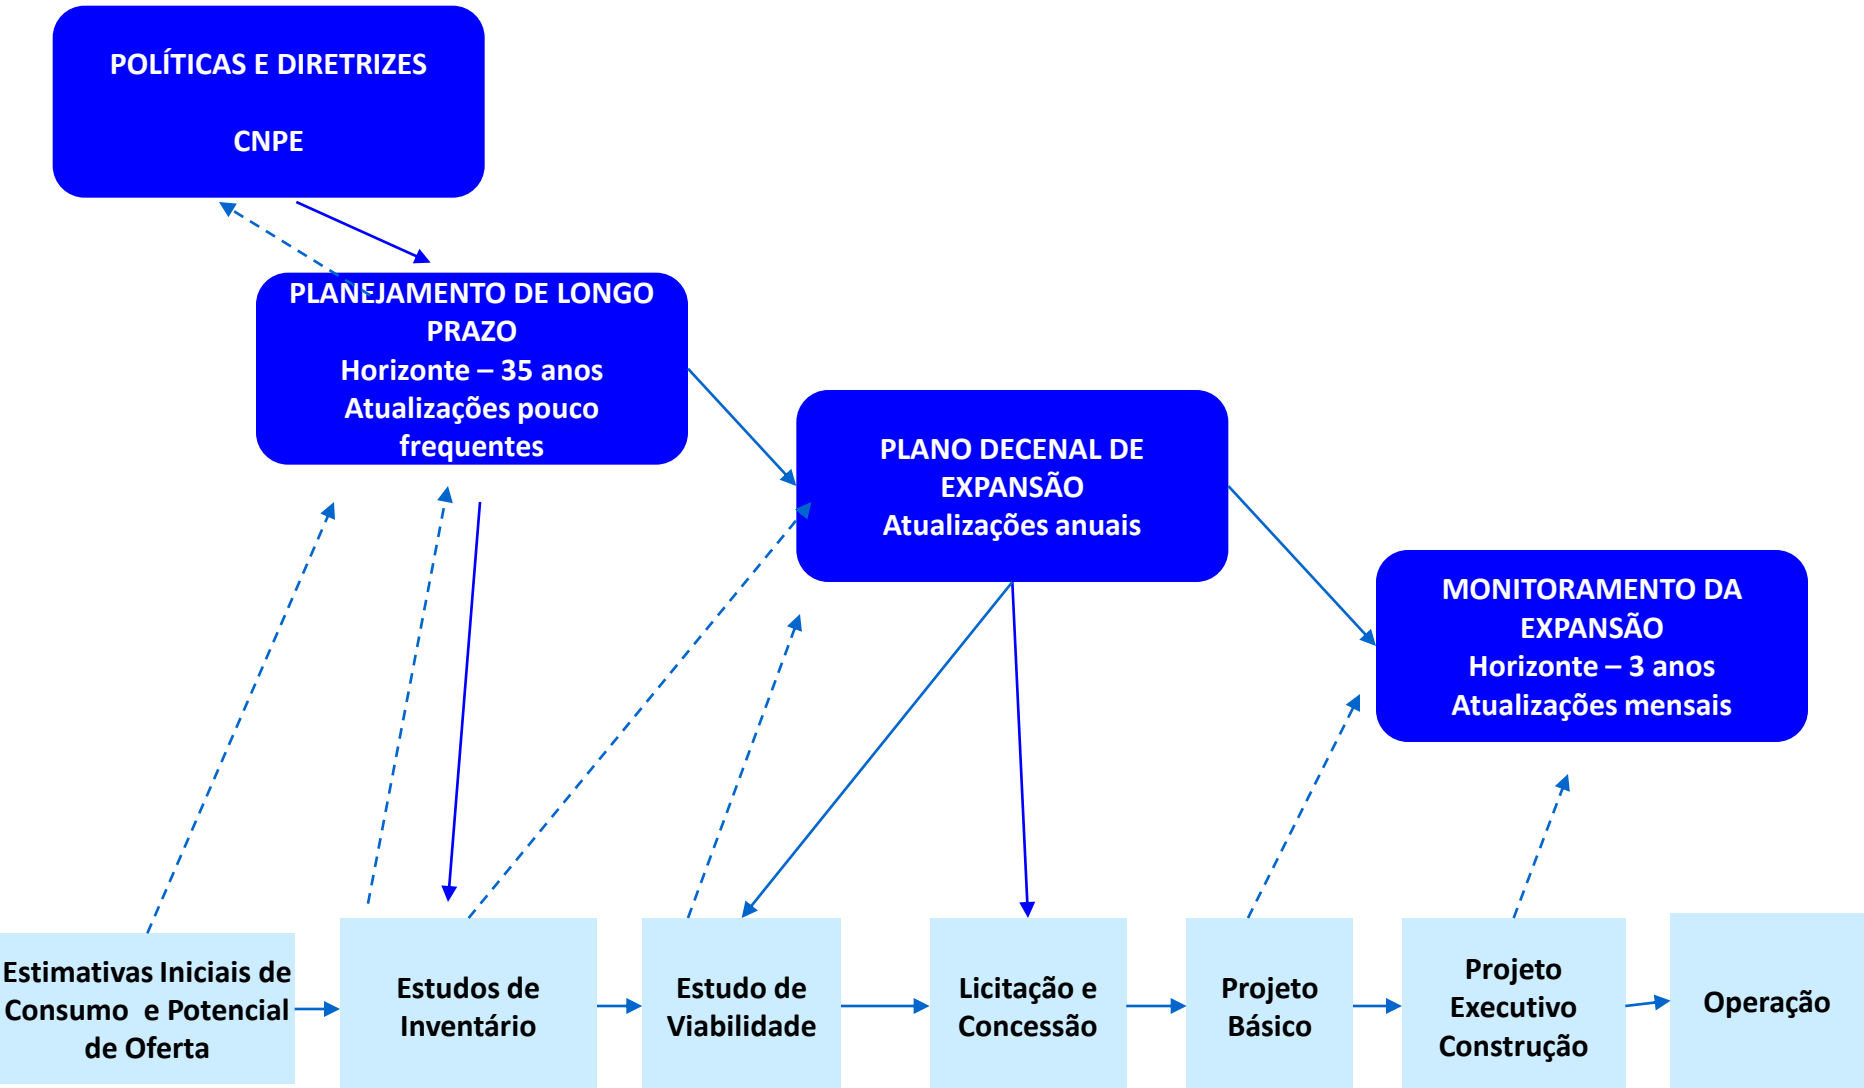 POLÍTICAS E DIRETRIZES
CNPE
PLANEJAMENTO DE LONGO
PRAZO
Horizonte – 35 anos
Atualizações pouco
frequentes
PLANO DECENAL DE
EXPANSÃO
Atualizações anuais
MONITORAMENTO DA
EXPANSÃO
Horizonte – 3 anos
Atualizações mensais
Estimativas Iniciais de
Consumo e Potencial
de Oferta
Estudos de
Inventário
Estudo de
Viabilidade
Licitação e
Concessão
Projeto
Básico
Projeto
Executivo
Construção
Operação